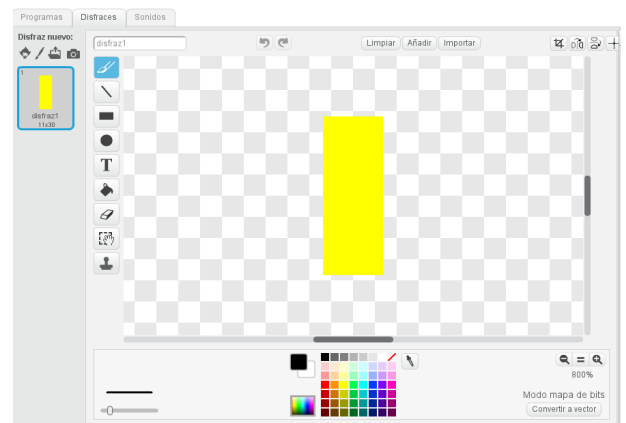 Programas Disfraces Sonidos
Disfraz nuevo:
disfraz1
Limpiar Añadir Importar
1
disfraz1
11x30
T
800%
Modo mapa de bits
Convertir a vector